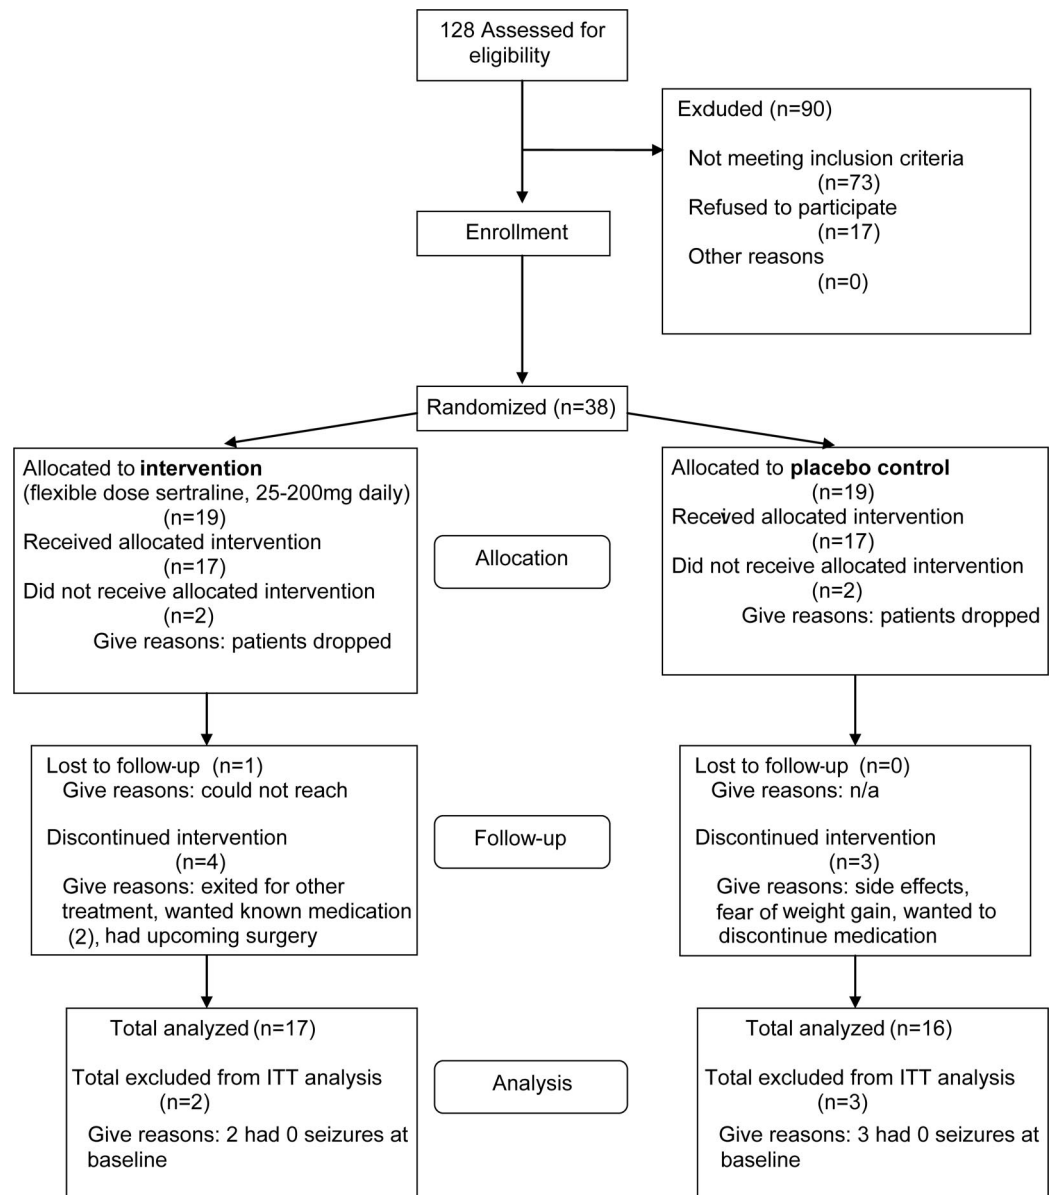 128 Assessed for
eligibility
Excluded (n=90)
Not meeting inclusion criteria
(n=73)
Refused to participate
(n=17)
Other reasons
(n=0)
Enrollment
Randomized (n=38)
Allocated to intervention
(flexible dose sertraline, 25-200mg daily)
(n=19)
Received allocated intervention
(n=17)
Did not receive allocated intervention
(n=2)
Give reasons: patients dropped
Allocation
Allocated to placebo control
(n=19)
Received allocated intervention
(n=17)
Did not receive allocated intervention
(n=2)
Give reasons: patients dropped
Lost to follow-up (n=1)
Give reasons: could not reach
Discontinued intervention
(n=4)
Give reasons: exited for other
treatment, wanted known medication
(2), had upcoming surgery
Follow-up
Lost to follow-up (n=0)
Give reasons: n/a
Discontinued intervention
(n=3)
Give reasons: side effects,
fear of weight gain, wanted to
discontinue medication
Total analyzed (n=17)
Total excluded from ITT analysis
(n=2)
Give reasons: 2 had 0 seizures at
baseline
Analysis
Total analyzed (n=16)
Total excluded from ITT analysis
(n=3)
Give reasons: 3 had 0 seizures at
baseline